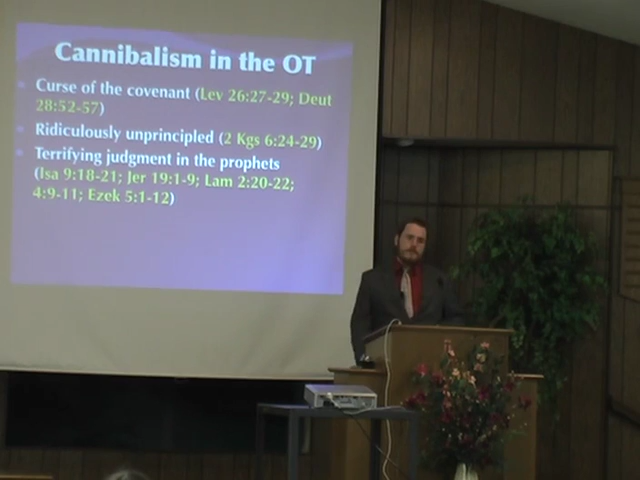 Cannibalism in the OT
Curse of the covenant (Lev 26:27-29; Deut
28:52-57)
Ridiculously unprincipled (2 Kgs 6:24-29)
Terrifying judgment in the prophets
(Isa 9:18-21; Jer 19:1-9; Lam 2:20-22;
4:9-11; Ezek 5:1-12)